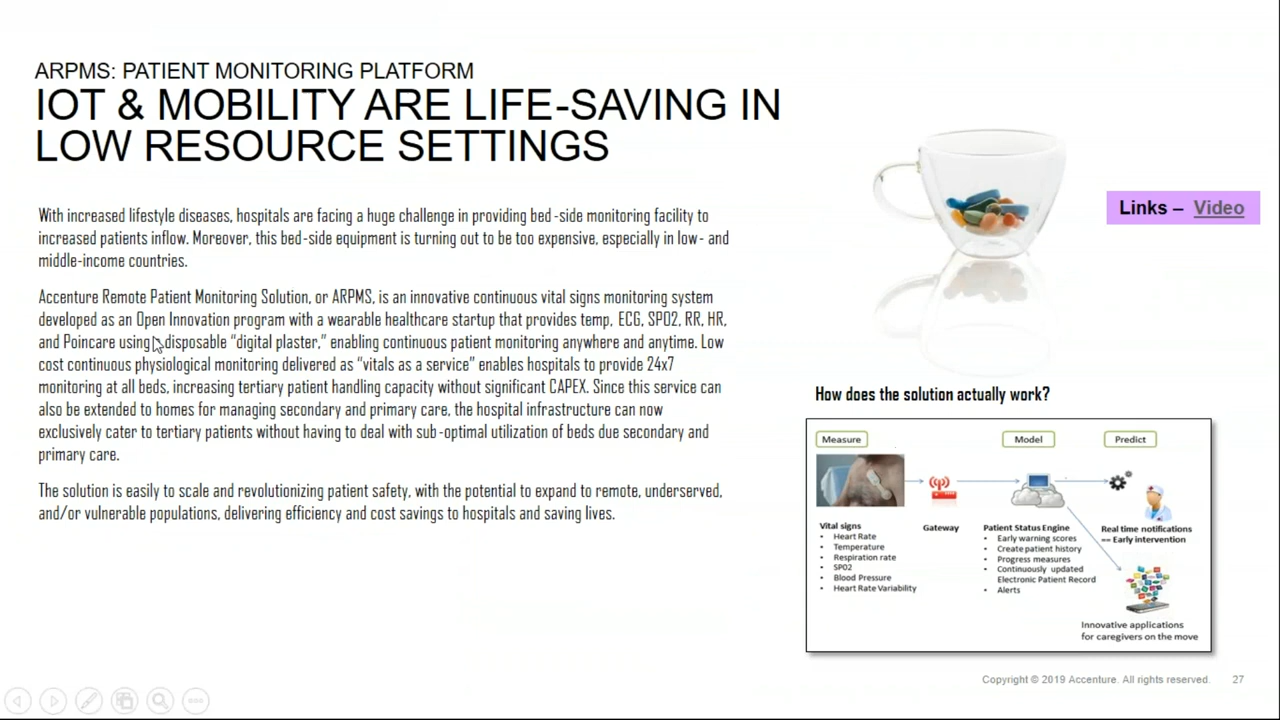 ARPMS: PATIENT MONITORING PLATFORM
IOT & MOBILITY ARE LIFE-SAVING IN
LOW RESOURCE SETTINGS
With increased lifestyle diseases, hospitals are facing a huge challenge in providing bed-side monitoring facility to
increased patients inflow. Moreover, this bed-side equipment is turning out to be too expensive, especially in low- and
middle-income countries.
Accenture Remote Patient Monitoring Solution, or ARPMS, is an innovative continuous vital signs monitoring system
developed as an Open Innovation program with a wearable healthcare startup that provides temp, ECG, SPO2, RR, HR,
and Poincare using disposable “digital plaster,” enabling continuous patient monitoring anywhere and anytime. Low
cost continuous physiological monitoring delivered as “vitals as a service” enables hospitals to provide 24x7
monitoring at all beds, increasing tertiary patient handling capacity without significant CAPEX. Since this service can
also be extended to homes for managing secondary and primary care, the hospital infrastructure can now
exclusively cater to tertiary patients without having to deal with sub-optimal utilization of beds due secondary and
primary care.
The solution is easily to scale and revolutionizing patient safety, with the potential to expand to remote, underserved,
and/or vulnerable populations, delivering efficiency and cost savings to hospitals and saving lives.
Links – Video
How does the solution actually work?
Measure
Model
Predict
Vital signs
• Heart Rate
• Temperature
• Respiration rate
• SPO2
• Blood Pressure
• Heart Rate Variability
Gateway
Patient Status Engine
• Early warning scores
• Create patient history
• Progress measures
• Continuously updated
Electronic Patient Record
• Alerts
Real time notifications
== Early intervention
Innovative applications
for caregivers on the move
Copyright © 2019 Accenture. All rights reserved. 27